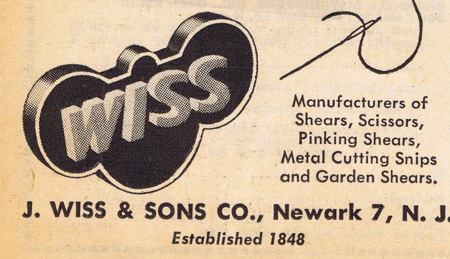 WISS
Manufacturers of
Shears, Scissors,
Pinking Shears,
Metal Cutting Snips
and Garden Shears.
J. WISS & SONS CO., Newark 7, N. J.
Established 1848